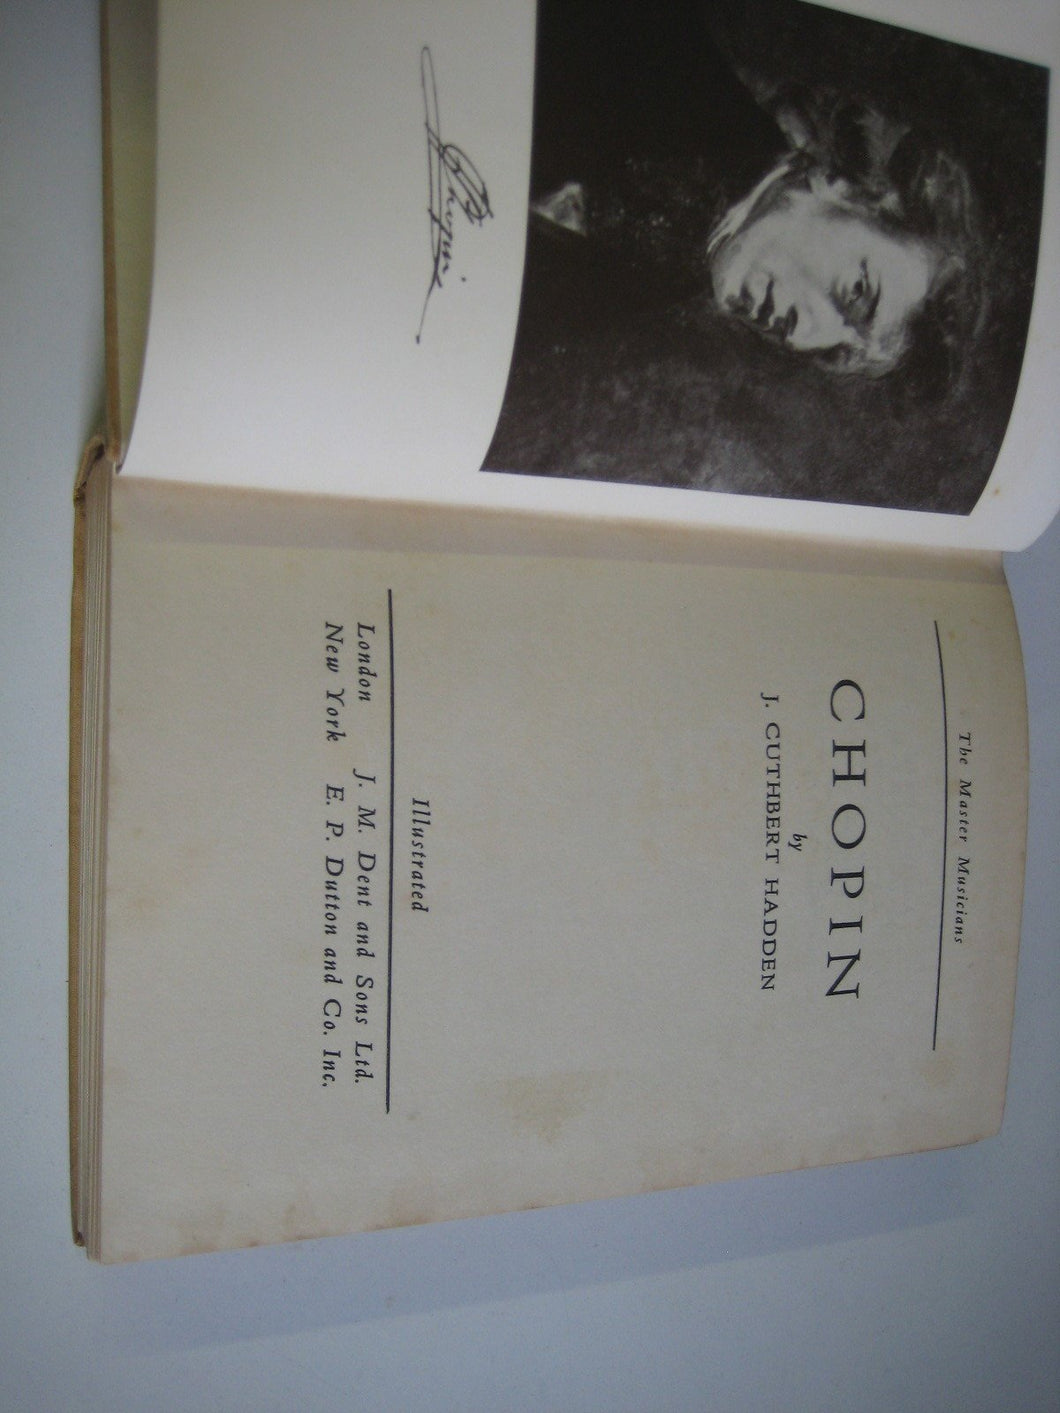 Chopin
The Master Musicians
CHOPIN
by
J. CUTHBERT HADDEN
Illustrated
London J. M. Dent and Sons Ltd.
New York E. P. Dutton and Co. Inc.